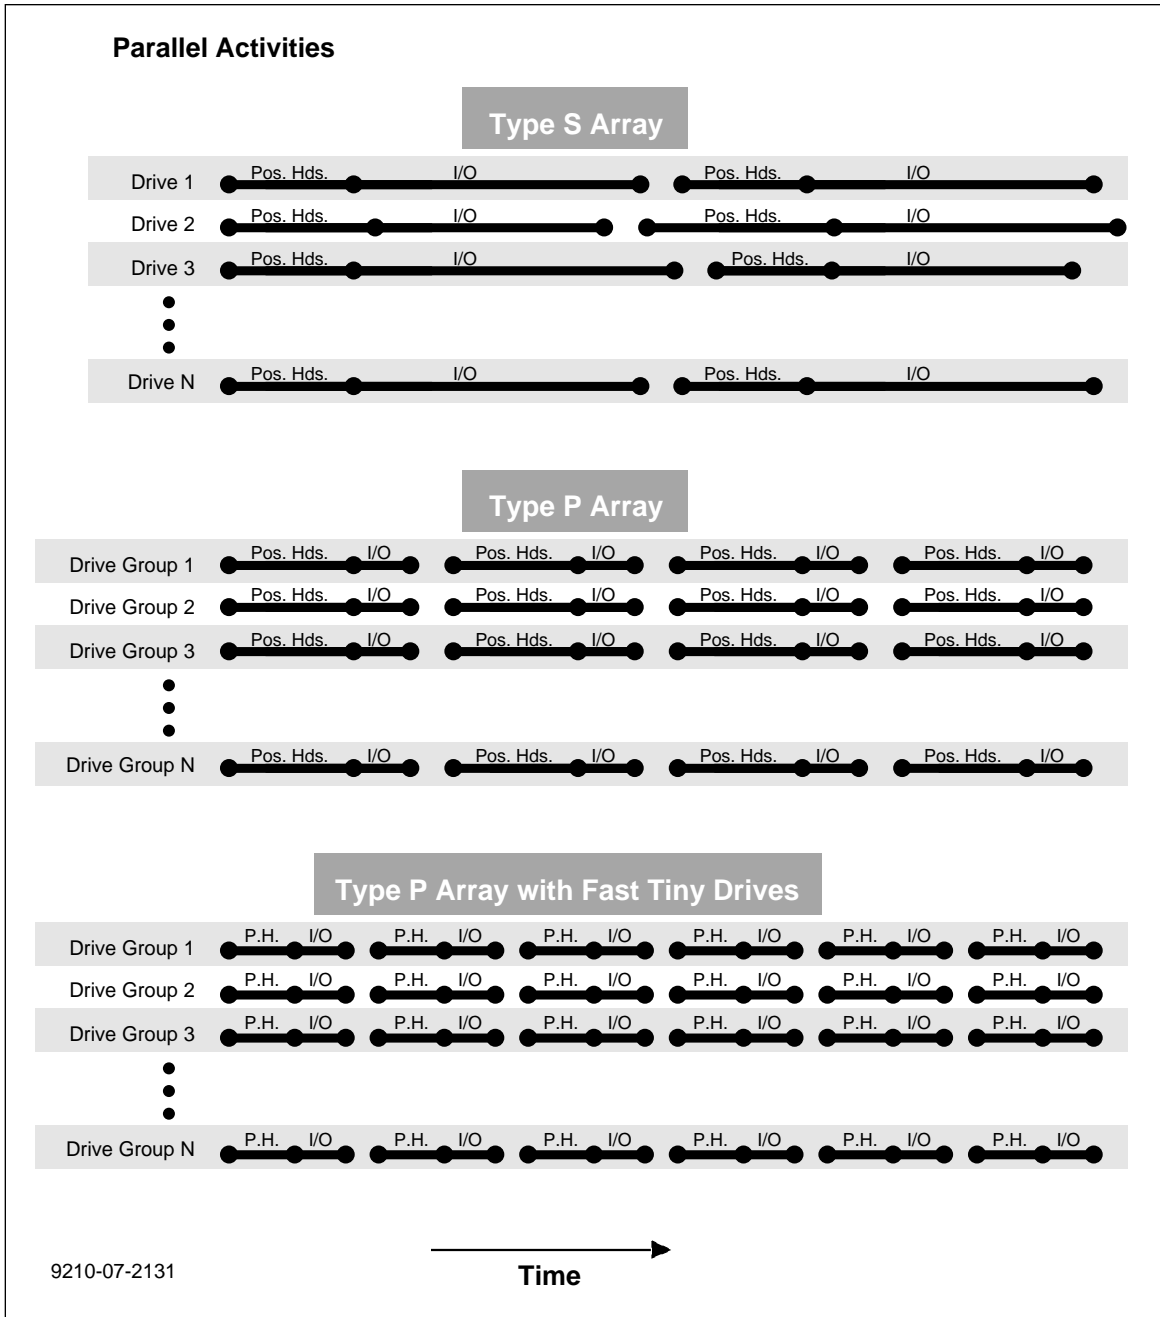 Parallel Activities
Type S Array
Drive 1 Pos. Hds. I/O Pos. Hds. I/O
Drive 2 Pos. Hds. I/O Pos. Hds. I/O
Drive 3 Pos. Hds. I/O Pos. Hds. I/O
Drive N Pos. Hds. I/O Pos. Hds. I/O
Type P Array
Drive Group 1 Pos. Hds. I/O Pos. Hds. I/O Pos. Hds. I/O Pos. Hds. I/O
Drive Group 2 Pos. Hds. I/O Pos. Hds. I/O Pos. Hds. I/O Pos. Hds. I/O
Drive Group 3 Pos. Hds. I/O Pos. Hds. I/O Pos. Hds. I/O Pos. Hds. I/O
Drive Group N Pos. Hds. I/O Pos. Hds. I/O Pos. Hds. I/O Pos. Hds. I/O
Type P Array with Fast Tiny Drives
Drive Group 1 P.H. I/O P.H. I/O P.H. I/O P.H. I/O P.H. I/O P.H. I/O
Drive Group 2 P.H. I/O P.H. I/O P.H. I/O P.H. I/O P.H. I/O P.H. I/O
Drive Group 3 P.H. I/O P.H. I/O P.H. I/O P.H. I/O P.H. I/O P.H. I/O
Drive Group N P.H. I/O P.H. I/O P.H. I/O P.H. I/O P.H. I/O P.H. I/O
9210-07-2131
Time